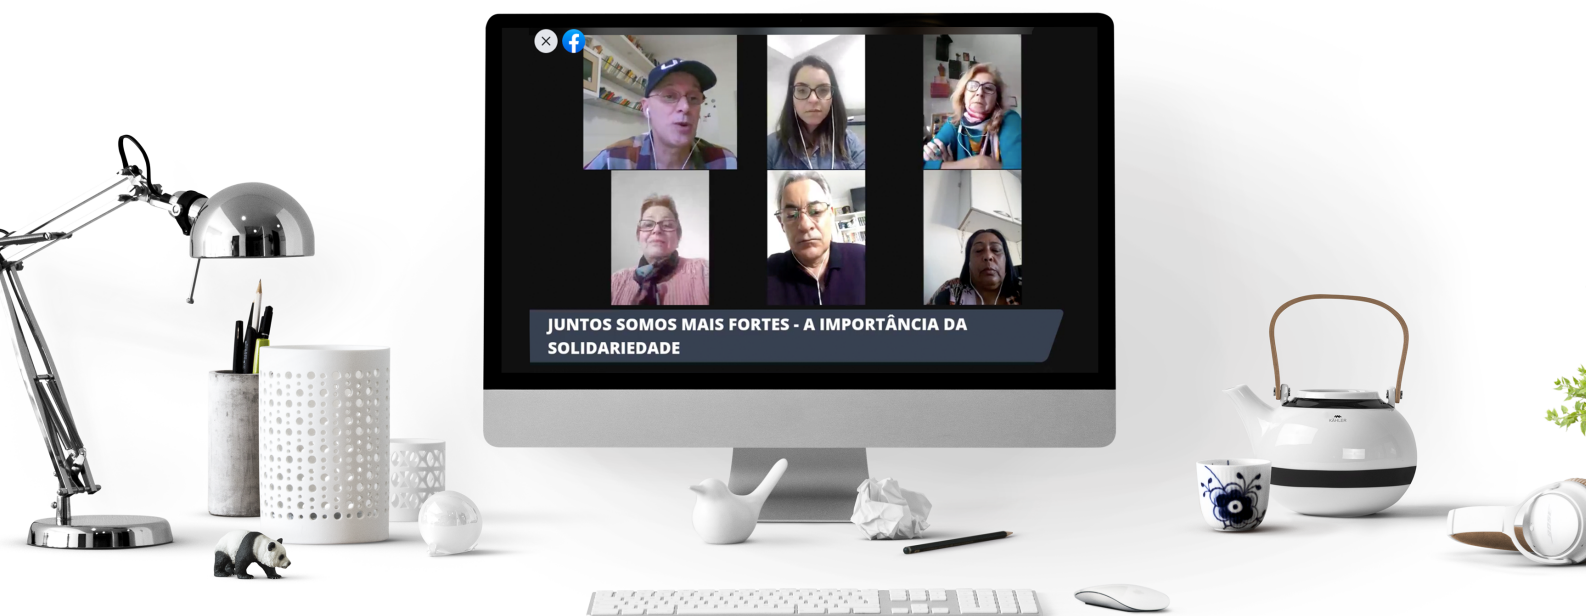 JUNTOS SOMOS MAIS FORTES - A IMPORTÂNCIA DA
SOLIDARIEDADE